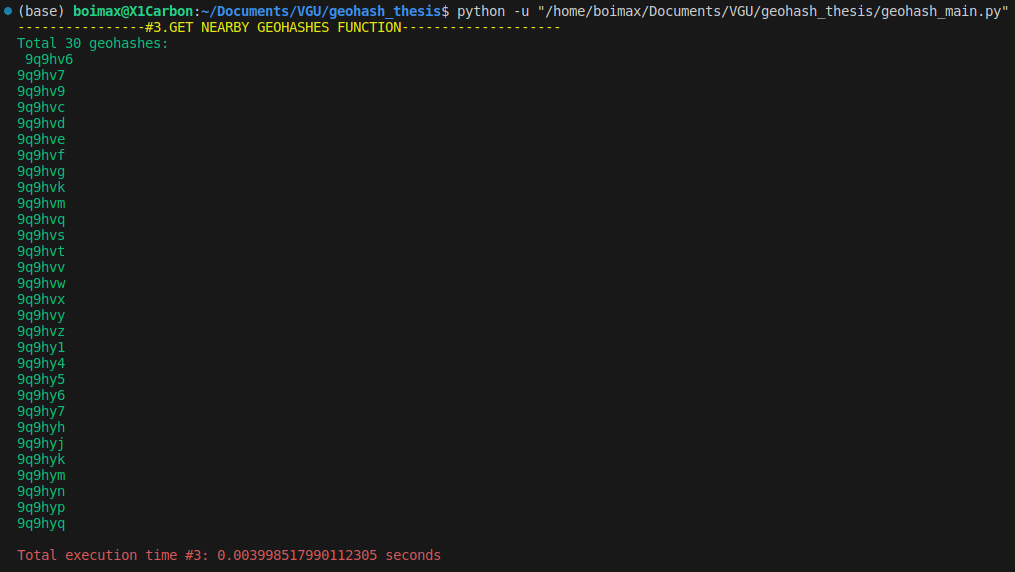 (base) boimax@X1Carbon:~/Documents/VGU/geohash_thesis$ python -u "/home/boimax/Documents/VGU/geohash_thesis/geohash_main.py"
----------------#3.GET NEARBY GEOHASHES FUNCTION--------------------
Total 30 geohashes:
9q9hv6
9q9hv7
9q9hv9
9q9hvc
9q9hvd
9q9hve
9q9hvf
9q9hvg
9q9hvk
9q9hvm
9q9hvq
9q9hvs
9q9hvt
9q9hvv
9q9hvw
9q9hvx
9q9hvy
9q9hvz
9q9hy1
9q9hy4
9q9hy5
9q9hy6
9q9hy7
9q9hyh
9q9hyj
9q9hyk
9q9hym
9q9hyn
9q9hyp
9q9hyq
Total execution time #3: 0.003998517990112305 seconds